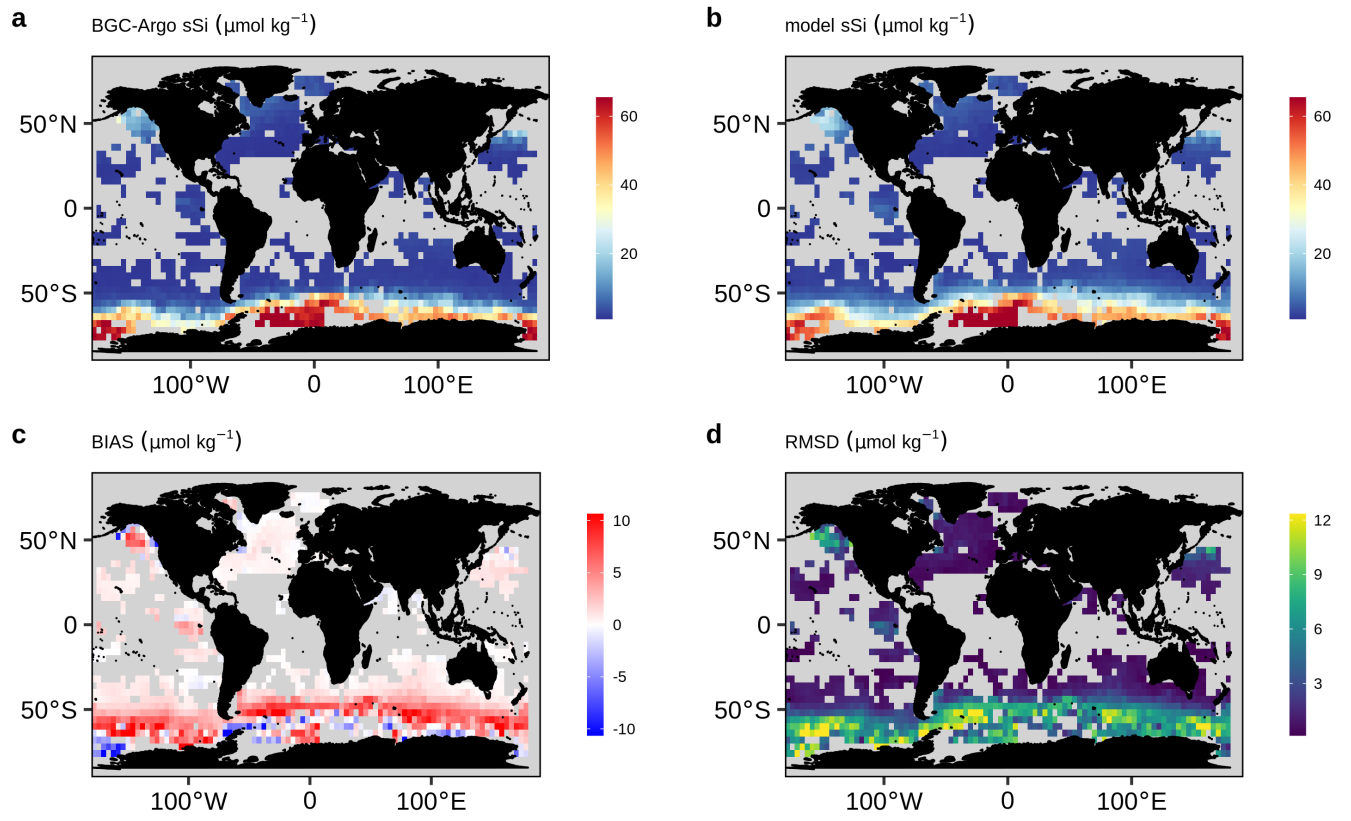 a
BGC-Argo sSi (µmol kg⁻¹)
50°N
0
50°S
100°W
0
100°E
60
40
20
b
model sSi (µmol kg⁻¹)
50°N
0
50°S
100°W
0
100°E
60
40
20
c
BIAS (µmol kg⁻¹)
50°N
0
50°S
100°W
0
100°E
10
5
0
-5
-10
d
RMSD (µmol kg⁻¹)
50°N
0
50°S
100°W
0
100°E
12
9
6
3